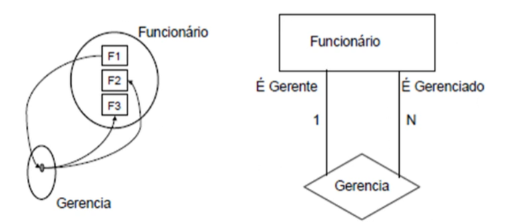 Funcionário
F1
F2
F3
Gerencia
Funcionário
É Gerente
É Gerenciado
1
N
Gerencia